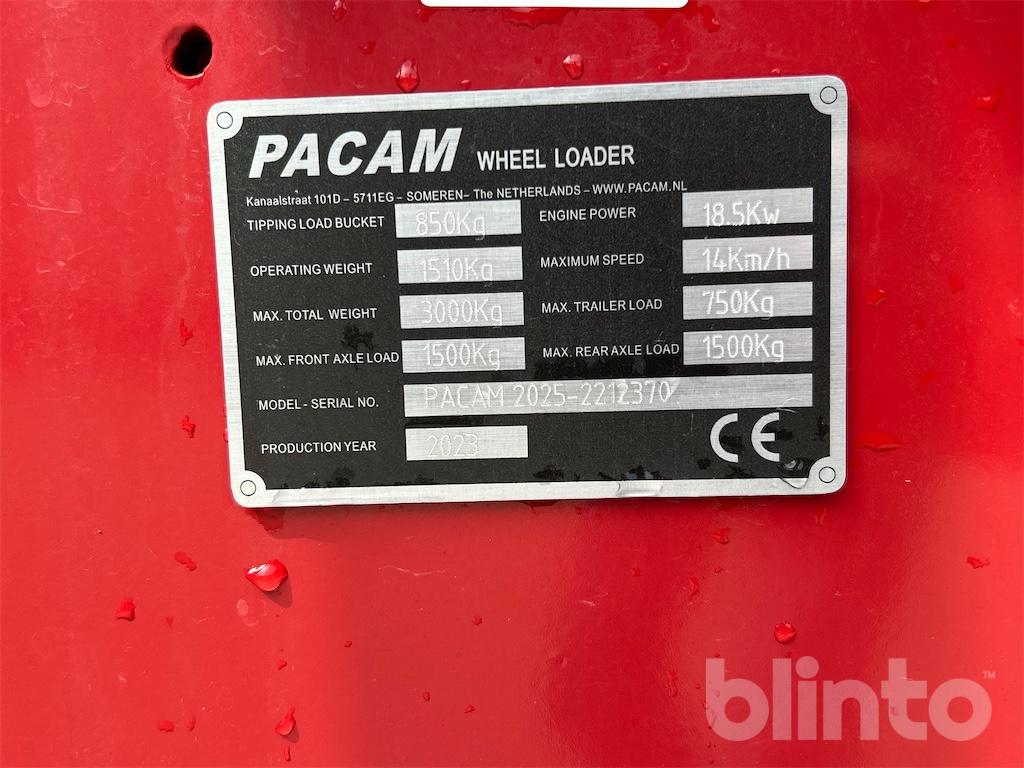 PACAM WHEEL LOADER
Kanaalstraat 101D – 5711EG – SOMEREN– The NETHERLANDS – WWW.PACAM.NL
TIPPING LOAD BUCKET 850Kg ENGINE POWER 18.5Kw
OPERATING WEIGHT 1510Kg MAXIMUM SPEED 14Km/h
MAX. TOTAL WEIGHT 3000Kg MAX. TRAILER LOAD 750Kg
MAX. FRONT AXLE LOAD 1500Kg MAX. REAR AXLE LOAD 1500Kg
MODEL - SERIAL NO. PACAM 2025-2212370
PRODUCTION YEAR 2023 CE
blinto™